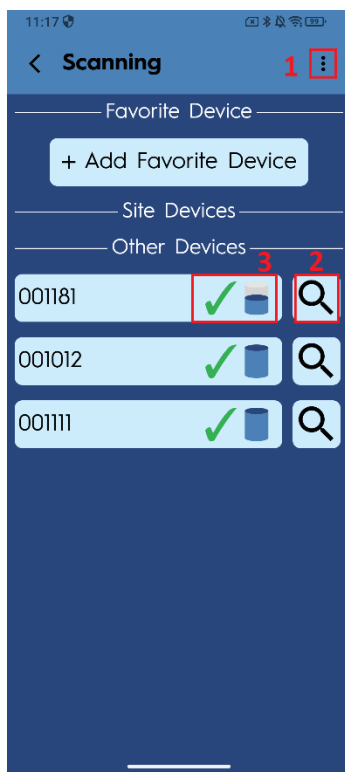 11:17 99
Scanning 1
Favorite Device
+ Add Favorite Device
Site Devices
Other Devices
3 2
001181
001012
001111